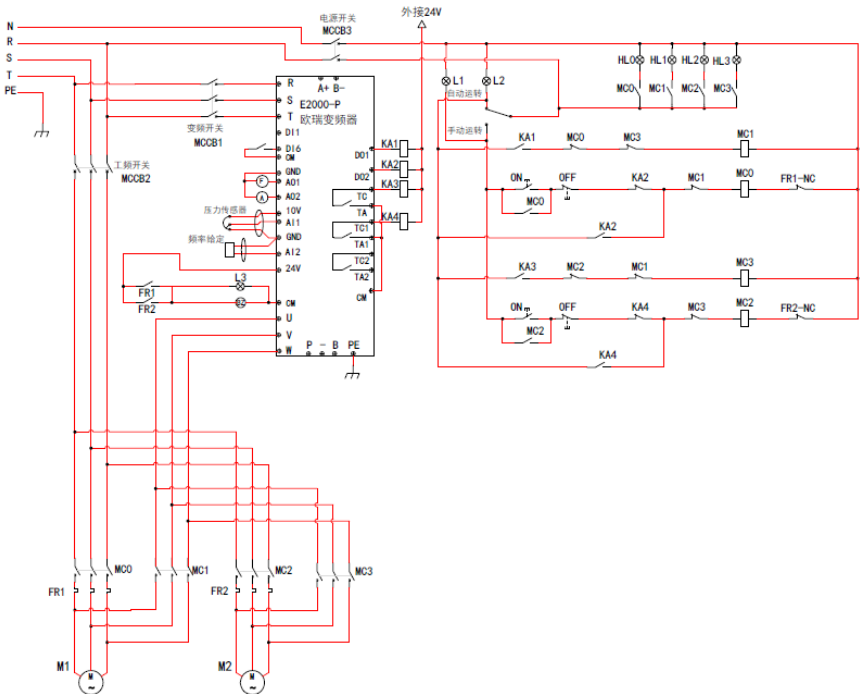 电源开关
MCCB3
外接24V
N
R
S
T
PE
A+ B-
R
S
T
E2000-P
欧瑞变频器
变频开关
MCCB1
工频开关
MCCB2
DI1
DI6
CM
GND
AO1
AO2
10V
AI1
GND
AI2
24V
CM
U
V
W
F
A
压力传感器
频率给定
L3
FR1
FR2
DO1
DO2
TC
TA
TC1
TA1
TC2
TA2
CM
P - B PE
KA1
KA2
KA3
KA4
L1
L2
自动运转
手动运转
HL0 HL1 HL2 HL3
MC0 MC1 MC2 MC3
KA1 MC0 MC3 MC1
ON OFF KA2 MC1 MC0 FR1-NC
MC0
KA2
KA3 MC2 MC1 MC3
ON OFF KA4 MC3 MC2 FR2-NC
MC2
KA4
MC0 MC1 MC2 MC3
FR1 FR2
M1 M ~
M2 M ~